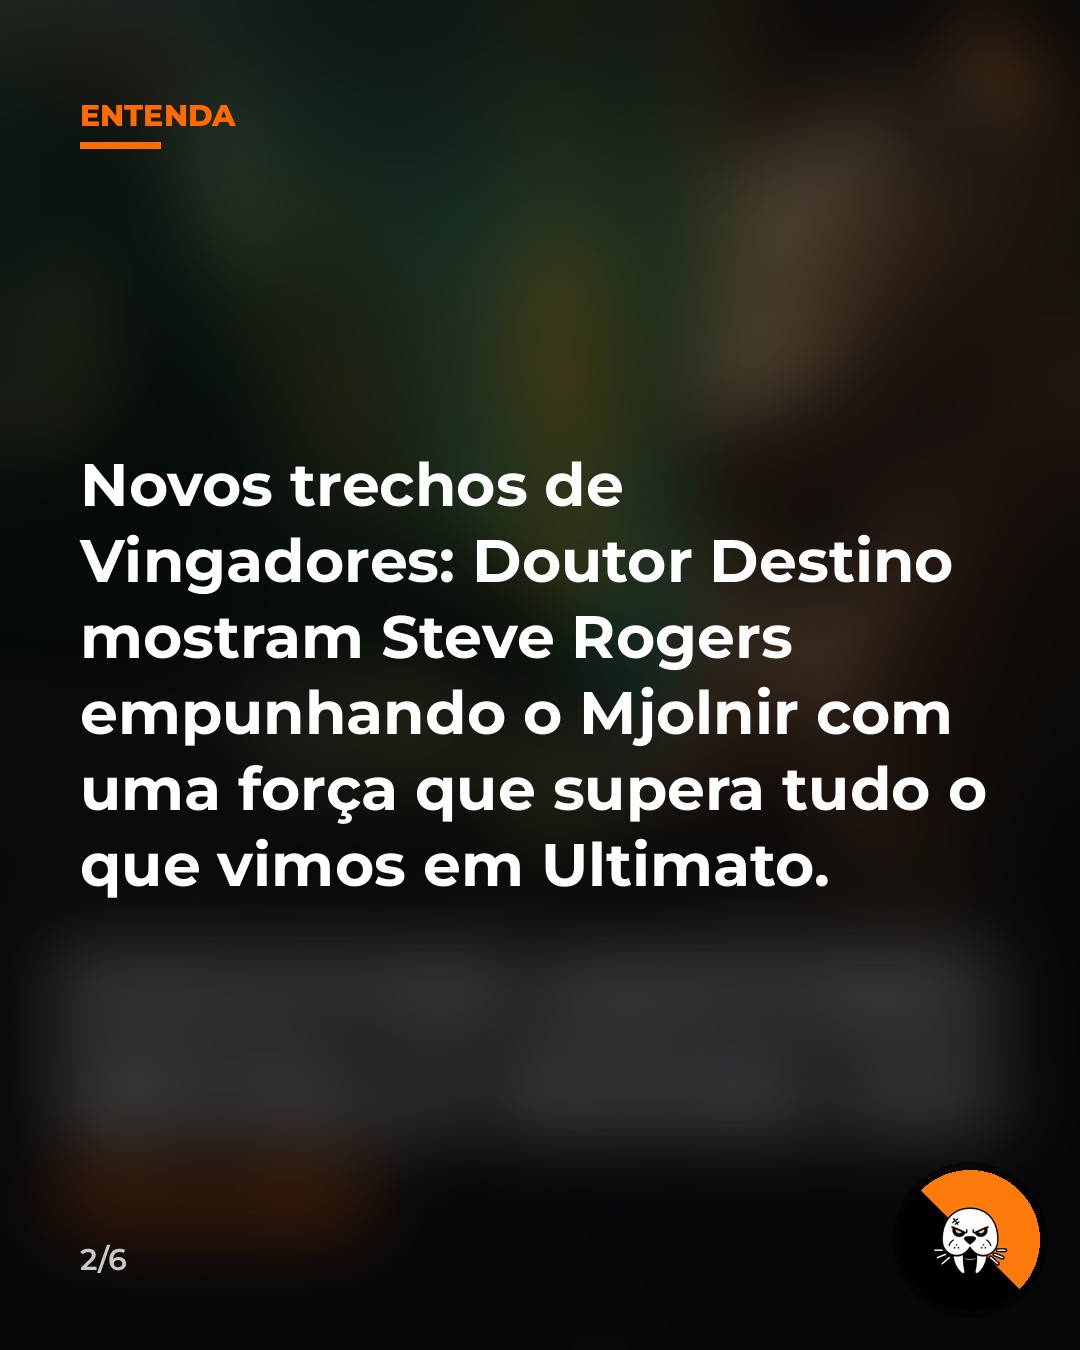 ENTENDA
Novos trechos de
Vingadores: Doutor Destino
mostram Steve Rogers
empunhando o Mjolnir com
uma força que supera tudo o
que vimos em Ultimato.
2/6